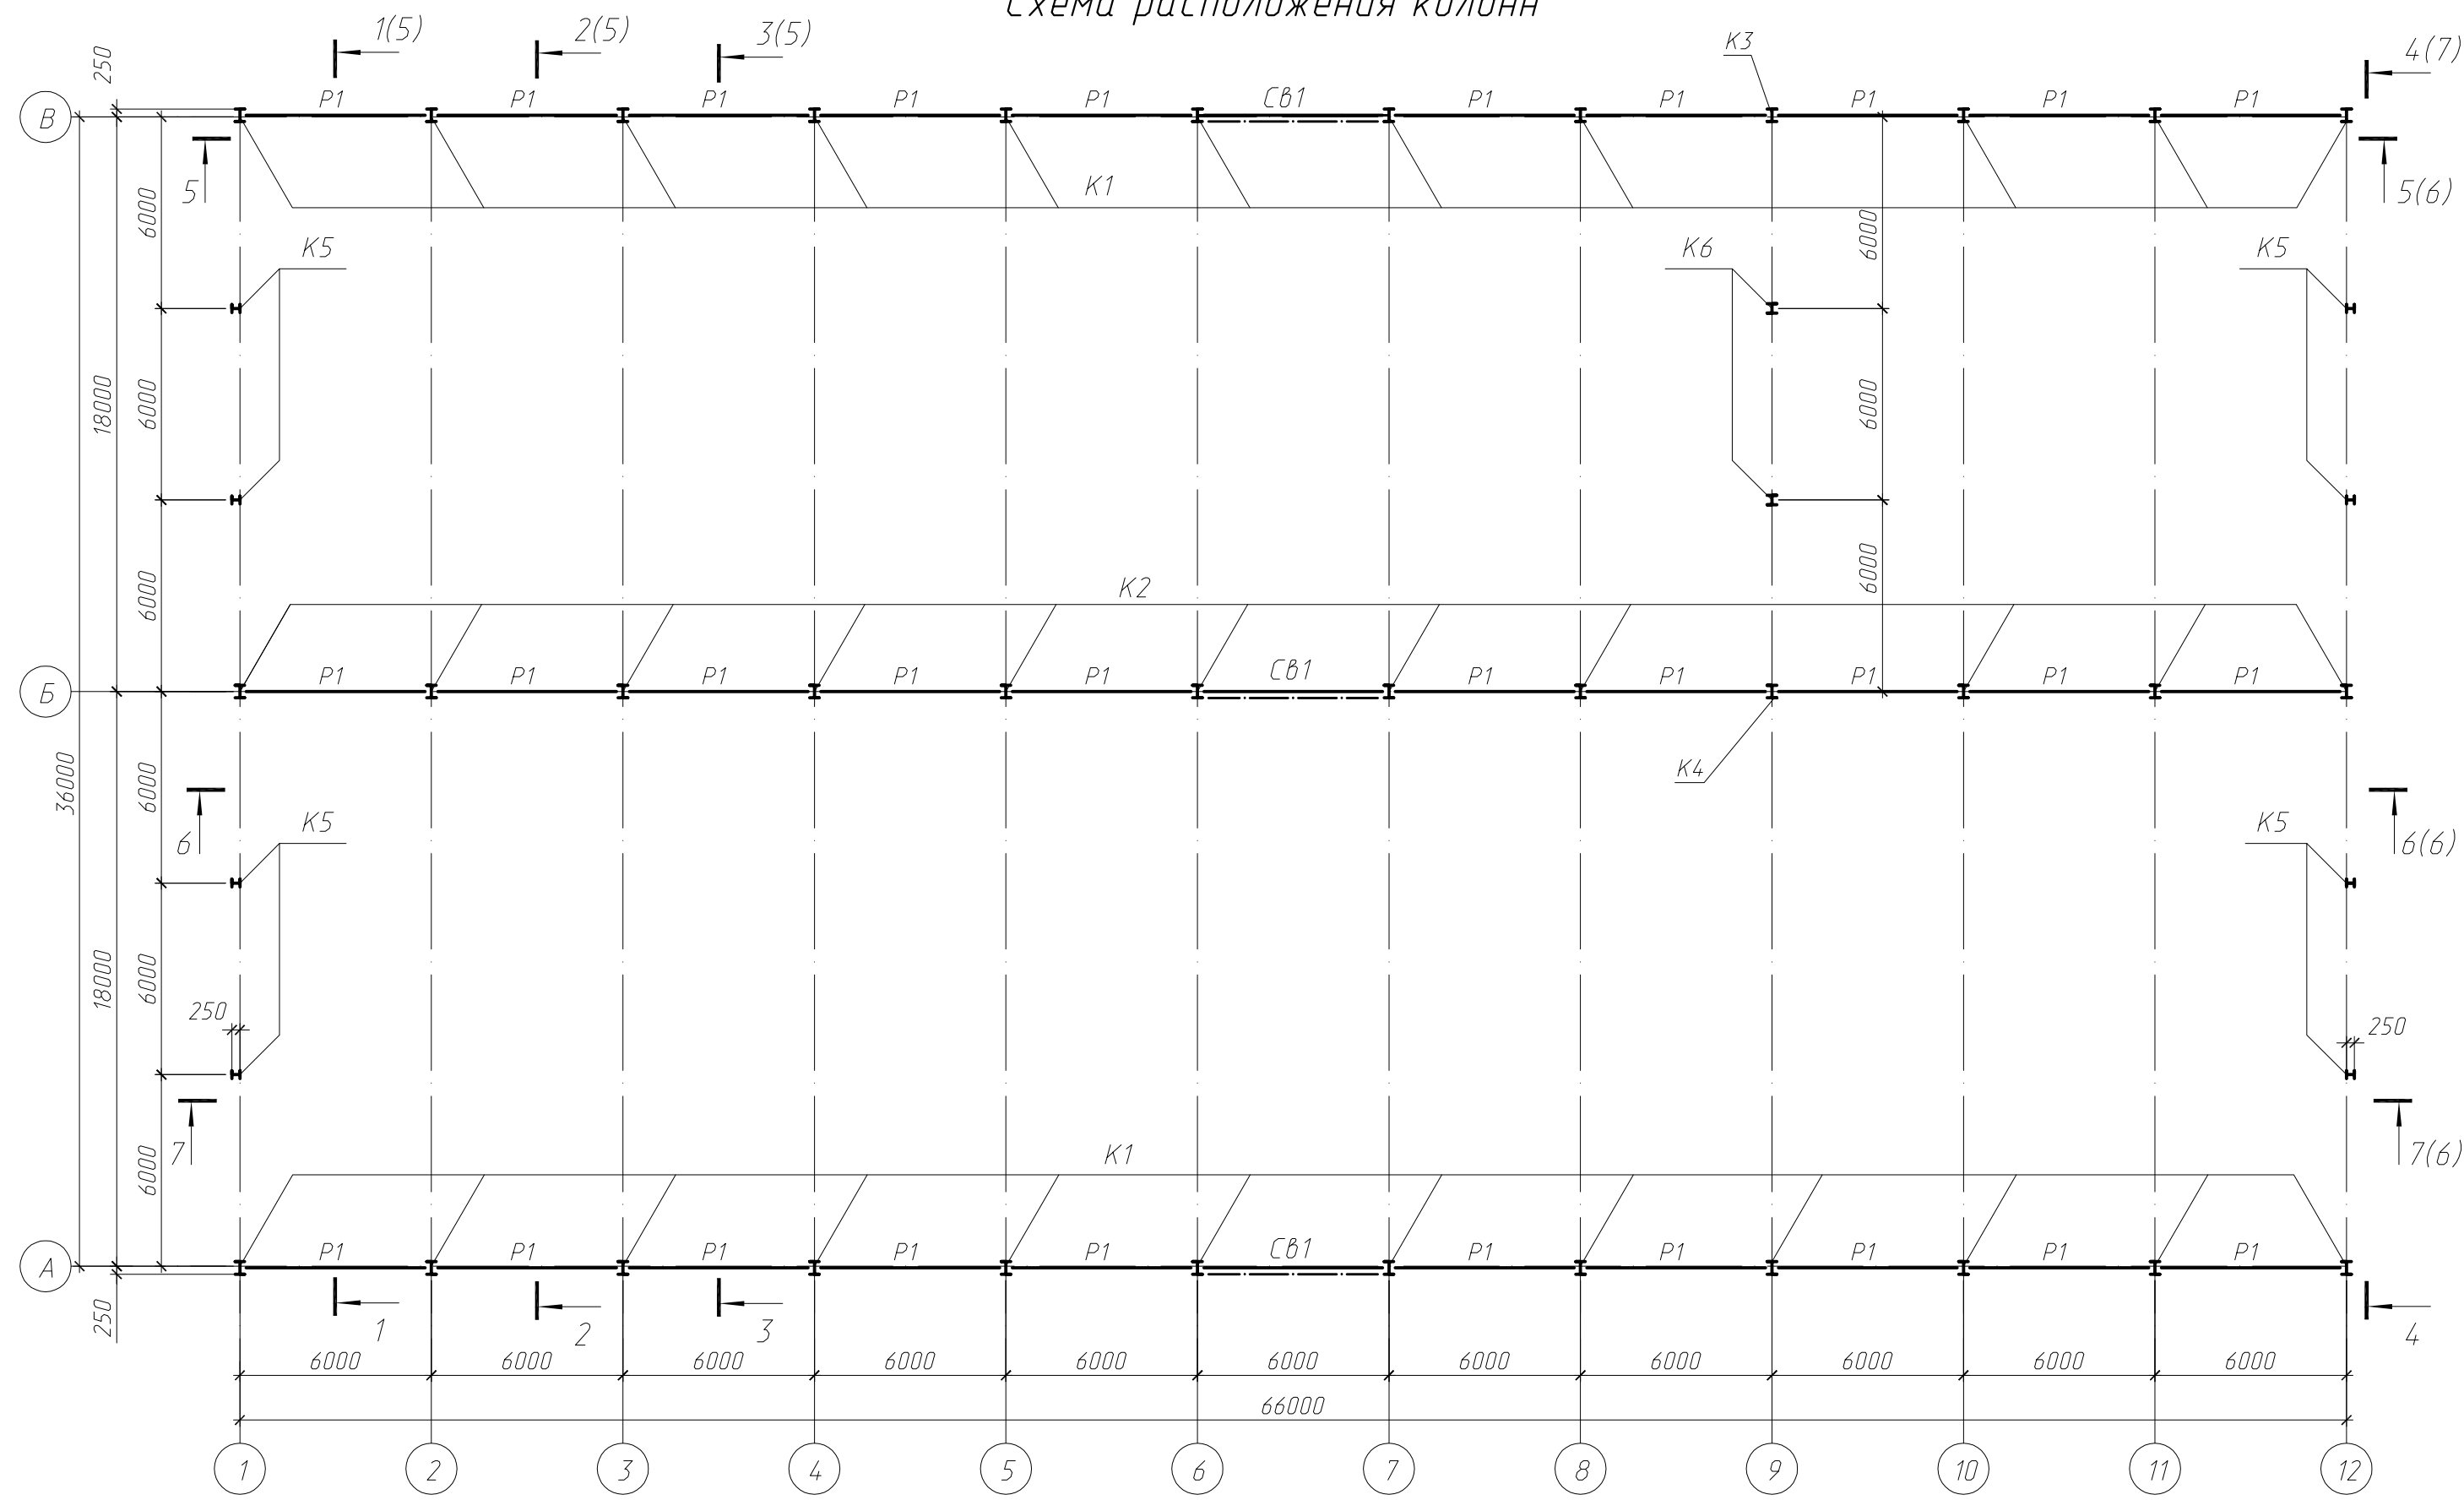 Схема расположения колонн
1(5) 2(5) 3(5) К3 4(7)
250
В Р1 Р1 Р1 Р1 Р1 Св1 Р1 Р1 Р1 Р1 Р1
5 К1 5(6)
6000 6000
К5 К6 К5
18000 6000 6000
6000 К2 6000
Б Р1 Р1 Р1 Р1 Р1 Св1 Р1 Р1 Р1 Р1 Р1
36000 6000 К4
6 К5 К5 6(6)
18000 6000
250 250
7 6000 К1 7(6)
А Р1 Р1 Р1 Р1 Р1 Св1 Р1 Р1 Р1 Р1 Р1
250
1 2 3 4
6000 6000 6000 6000 6000 6000 6000 6000 6000 6000 6000
66000
1 2 3 4 5 6 7 8 9 10 11 12